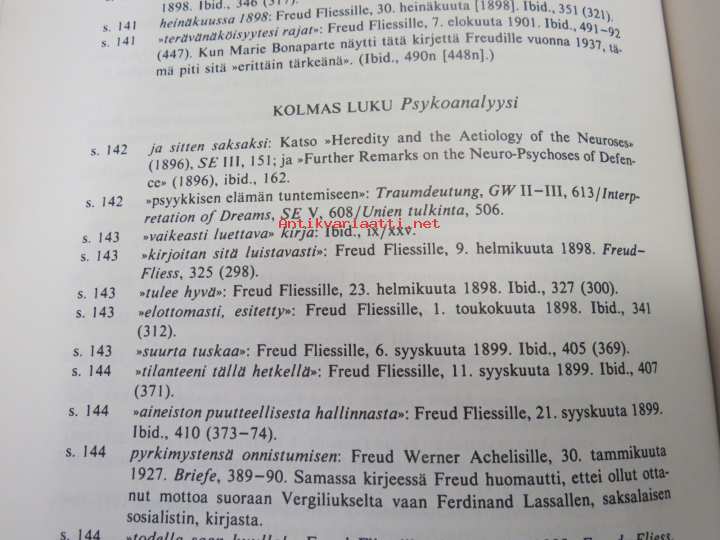 1898. Ibid., 346 (317).
s. 141 heinäkuussa 1898: Freud Fliessille, 30. heinäkuuta [1898]. Ibid., 351 (321).
s. 141 »terävänäköisyytesi rajat»: Freud Fliessille, 7. elokuuta 1901. Ibid., 491–92
(447). Kun Marie Bonaparte näytti tätä kirjettä Freudille vuonna 1937, tä-
mä piti sitä »erittäin tärkeänä». (Ibid., 490n [448n].)
KOLMAS LUKU Psykoanalyysi
s. 142 ja sitten saksaksi: Katso »Heredity and the Aetiology of the Neuroses»
(1896), SE III, 151; ja »Further Remarks on the Neuro-Psychoses of Defen-
ce» (1896), ibid., 162.
s. 142 »psyykkisen elämän tuntemiseen»: Traumdeutung, GW II–III, 613/Interp-
retation of Dreams, SE V, 608/Unien tulkinta, 506.
Antikvariaatti.net
s. 143 »vaikeasti luettava» kirja: Ibid., ix/xxv.
s. 143 »kirjoitan sitä luistavasti»: Freud Fliessille, 9. helmikuuta 1898. Freud–
Fliess, 325 (298).
s. 143 »tulee hyvä»: Freud Fliessille, 23. helmikuuta 1898. Ibid., 327 (300).
s. 143 »elottomasti, esitetty»: Freud Fliessille, 1. toukokuuta 1898. Ibid., 341
(312).
s. 143 »suurta tuskaa»: Freud Fliessille, 6. syyskuuta 1899. Ibid., 405 (369).
s. 144 »tilanteeni tällä hetkellä»: Freud Fliessille, 11. syyskuuta 1899. Ibid., 407
(371).
s. 144 »aineiston puutteellisesta hallinnasta»: Freud Fliessille, 21. syyskuuta 1899.
Ibid., 410 (373–74).
s. 144 pyrkimystensä onnistumisen: Freud Werner Achelisille, 30. tammikuuta
1927. Briefe, 389–90. Samassa kirjeessä Freud huomautti, ettei ollut otta-
nut mottoa suoraan Vergiliukselta vaan Ferdinand Lassallen, saksalaisen
sosialistin, kirjasta.
s. 144 »todella saan Freud Fliess,